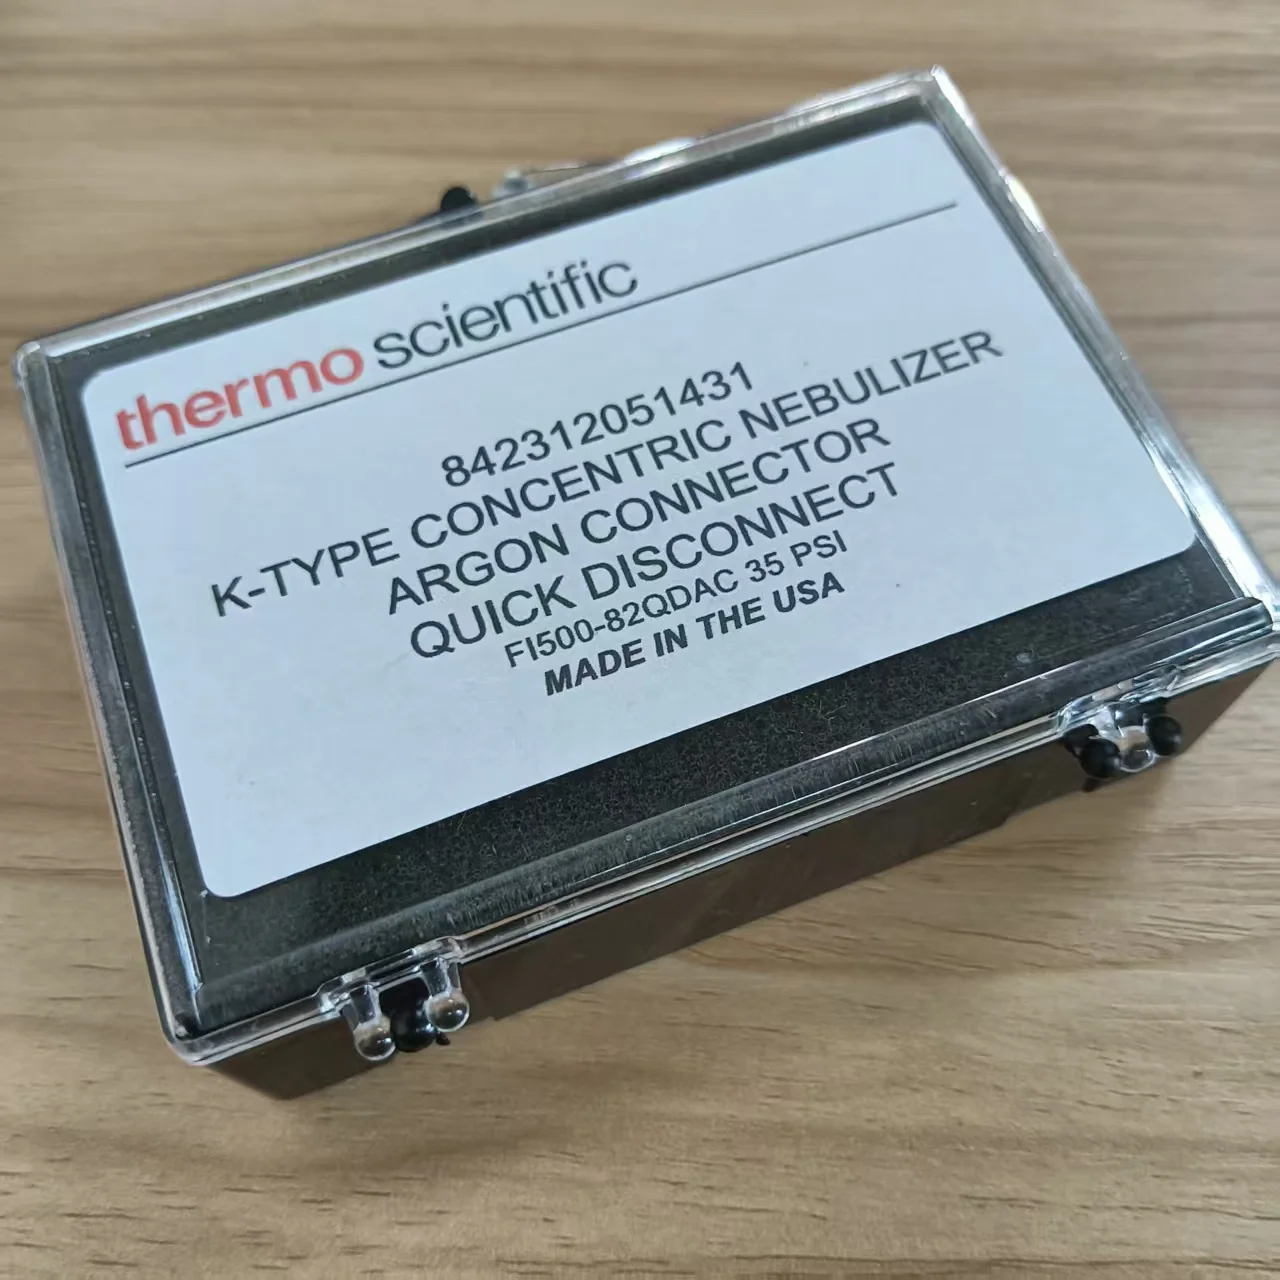 thermo scientific
842312051431
K-TYPE CONCENTRIC NEBULIZER
ARGON CONNECTOR
QUICK DISCONNECT
FI500-82QDAC 35 PSI
MADE IN THE USA